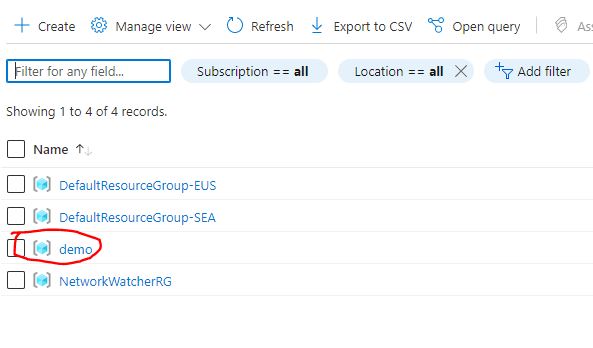 Create Manage view Refresh Export to CSV Open query
Filter for any field... Subscription == all Location == all Add filter
Showing 1 to 4 of 4 records.
Name
DefaultResourceGroup-EUS
DefaultResourceGroup-SEA
demo
NetworkWatcherRG